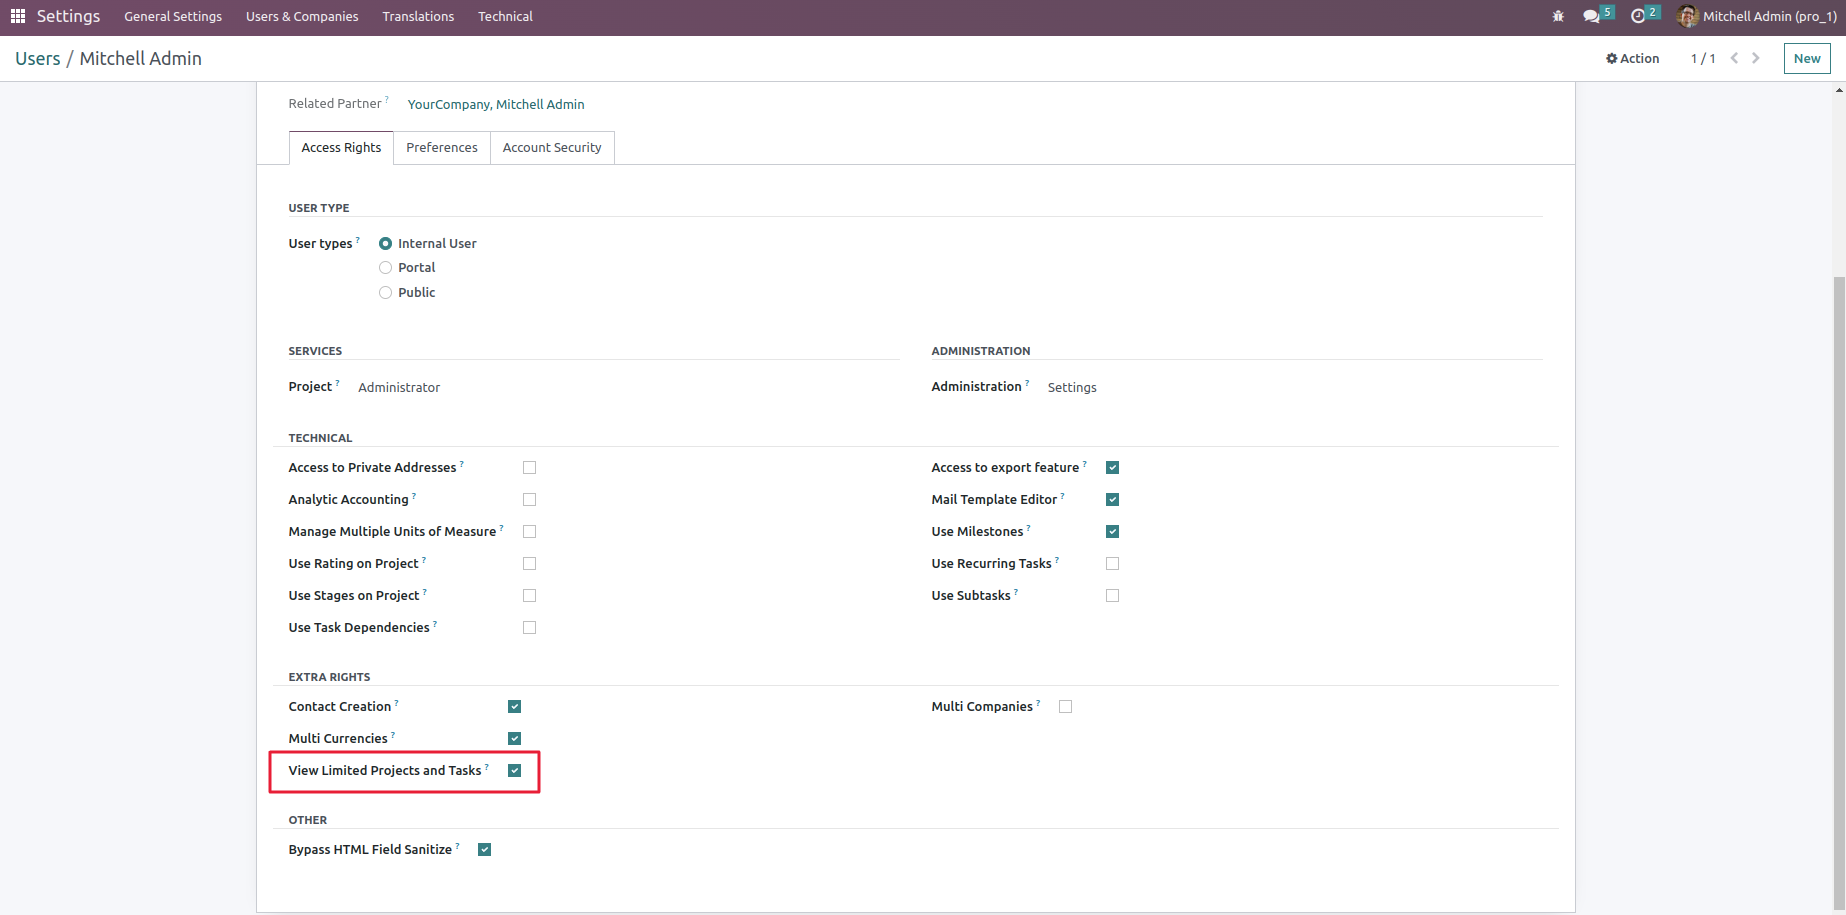 Settings General Settings Users & Companies Translations Technical 5 2 Mitchell Admin (pro_1)
Users / Mitchell Admin Action 1 / 1 New
Related Partner ? YourCompany, Mitchell Admin
Access Rights Preferences Account Security
USER TYPE
User types ? Internal User
Portal
Public
SERVICES ADMINISTRATION
Project ? Administrator Administration ? Settings
TECHNICAL
Access to Private Addresses ? Access to export feature ?
Analytic Accounting ? Mail Template Editor ?
Manage Multiple Units of Measure ? Use Milestones ?
Use Rating on Project ? Use Recurring Tasks ?
Use Stages on Project ? Use Subtasks ?
Use Task Dependencies ?
EXTRA RIGHTS
Contact Creation ? Multi Companies ?
Multi Currencies ?
View Limited Projects and Tasks ?
OTHER
Bypass HTML Field Sanitize ?